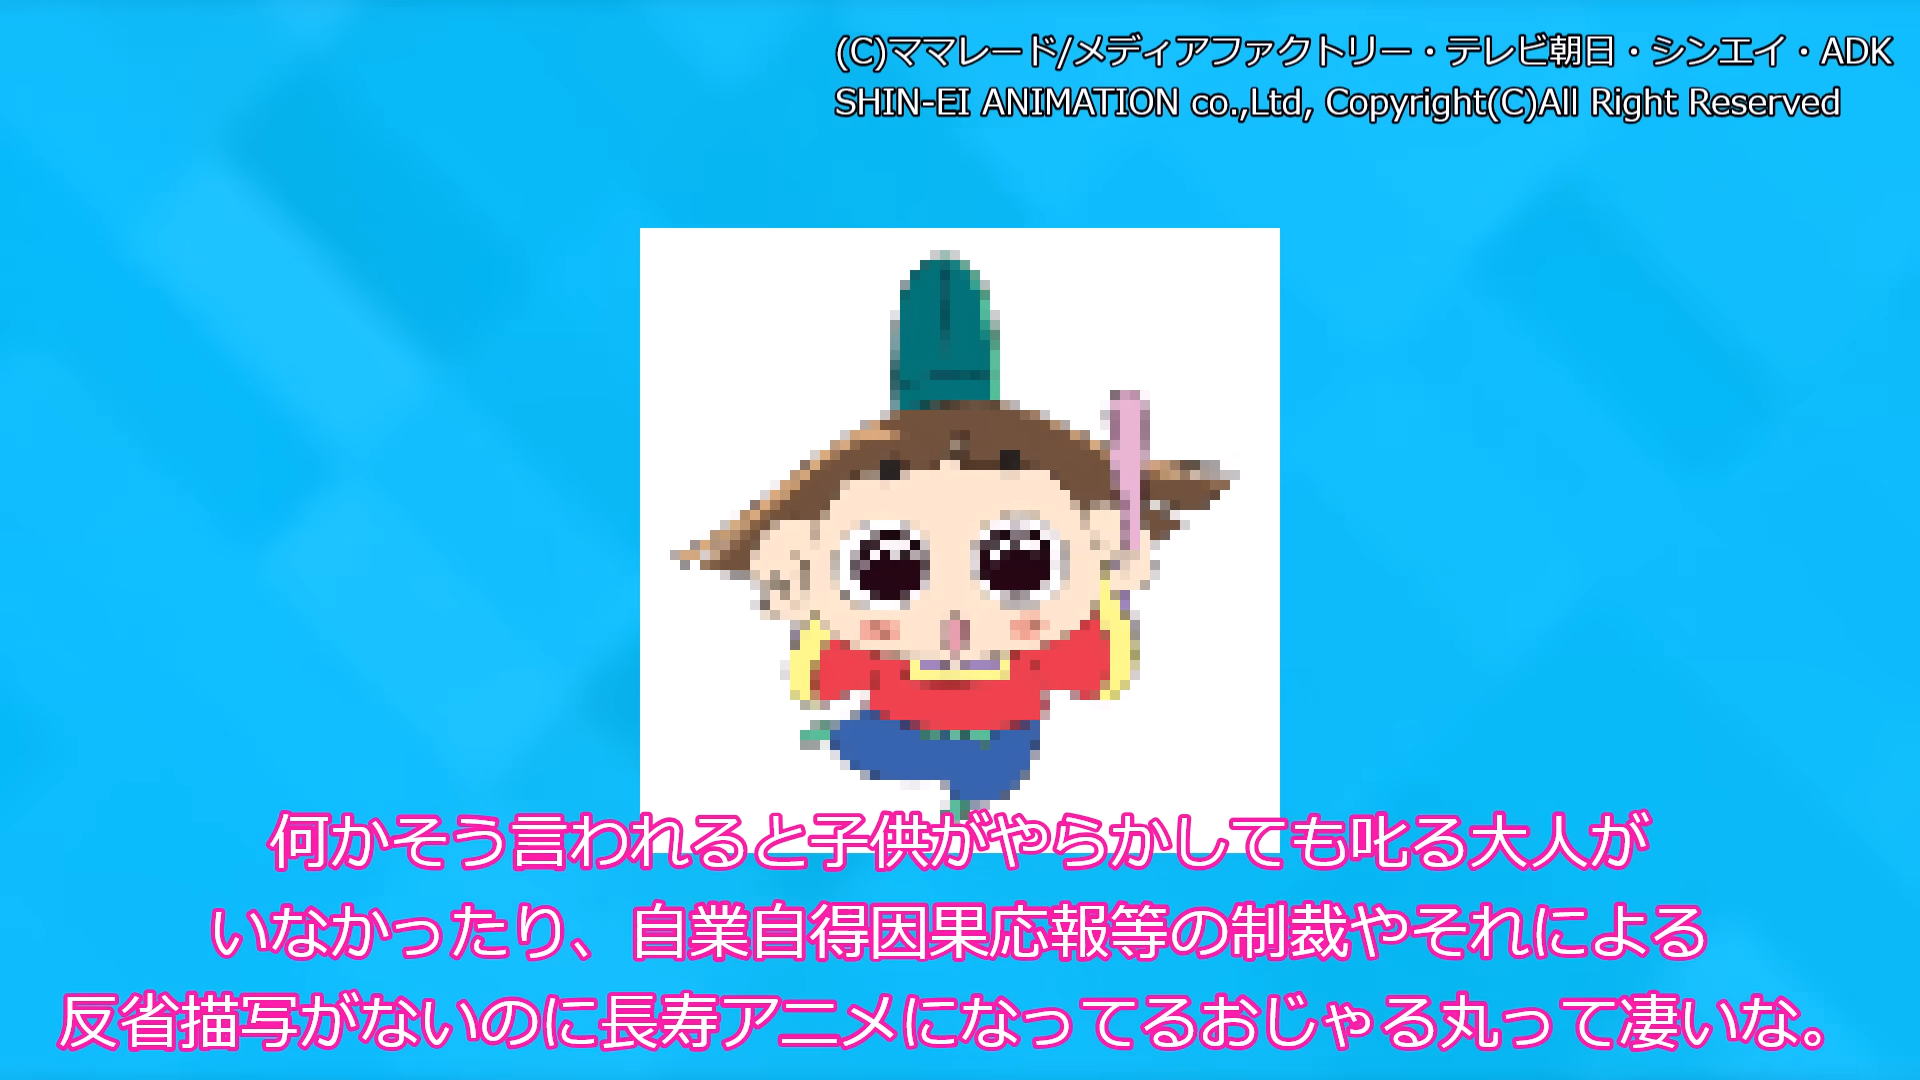 (C)ママレード/メディアファクトリー・テレビ朝日・シンエイ・ADK
SHIN-EI ANIMATION co.,Ltd, Copyright(C)All Right Reserved
何かそう言われると子供がやらかしても叱る大人が
いなかったり、自業自得因果応報等の制裁やそれによる
反省描写がないのに長寿アニメになってるおじゃる丸って凄いな。